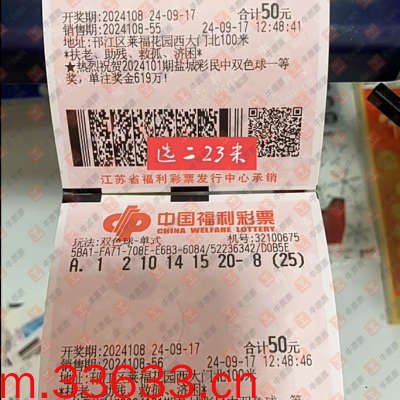 开奖期:2024108 24-09-17 合计50元
销售期:2024108-55 24-09-17 12:48:41
地址:邗江区莱福花园西大门北100米
*扶老、助残、救孤、济困*
★热烈祝贺2024101期盐城彩民中双色球一等
奖，单注奖金619万!
选二23米
江苏省福利彩票发行中心承销
中国福利彩票
CHINA WELFARE LOTTERY
玩法:双色球-单式 机号:32100675
5BA1-FA71-708E-E6B3-6084/52236342/D0B5E
A. 1 2 10 14 15 20- 8 (25)
开奖期:2024108 24-09-17 合计50元
24-09-17 12:48:46
m.33633.cn